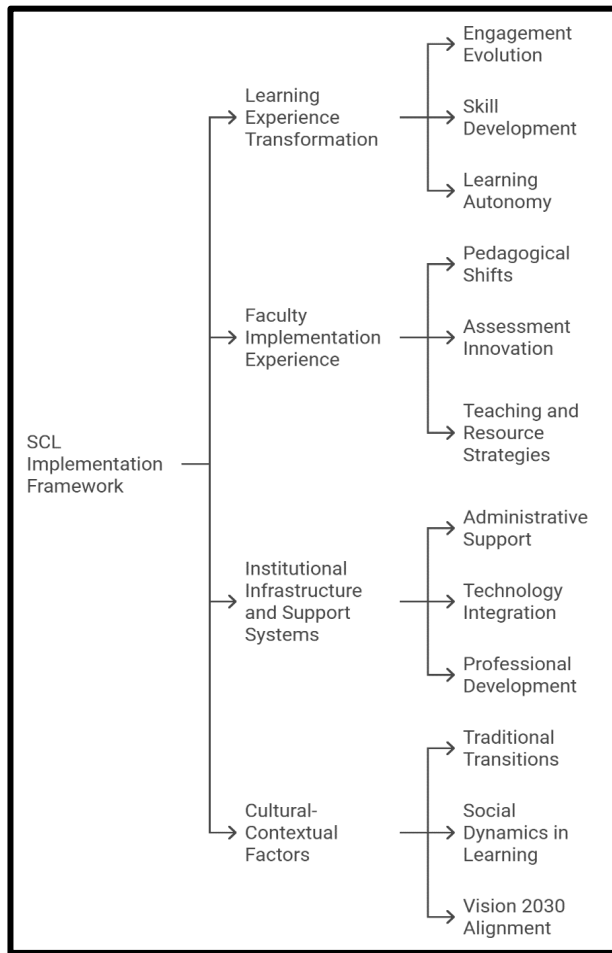 SCL
Implementation
Framework
Learning
Experience
Transformation
Engagement
Evolution
Skill
Development
Learning
Autonomy
Faculty
Implementation
Experience
Pedagogical
Shifts
Assessment
Innovation
Teaching and
Resource
Strategies
Institutional
Infrastructure
and Support
Systems
Administrative
Support
Technology
Integration
Professional
Development
Cultural-
Contextual
Factors
Traditional
Transitions
Social
Dynamics in
Learning
Vision 2030
Alignment